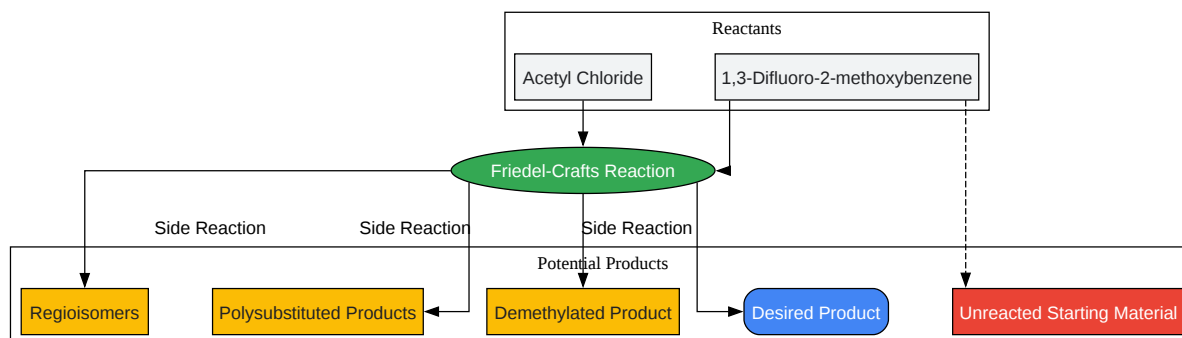 Reactants
Acetyl Chloride
1,3-Difluoro-2-methoxybenzene
Friedel-Crafts Reaction
Side Reaction
Side Reaction
Side Reaction
Potential Products
Regioisomers
Polysubstituted Products
Demethylated Product
Desired Product
Unreacted Starting Material